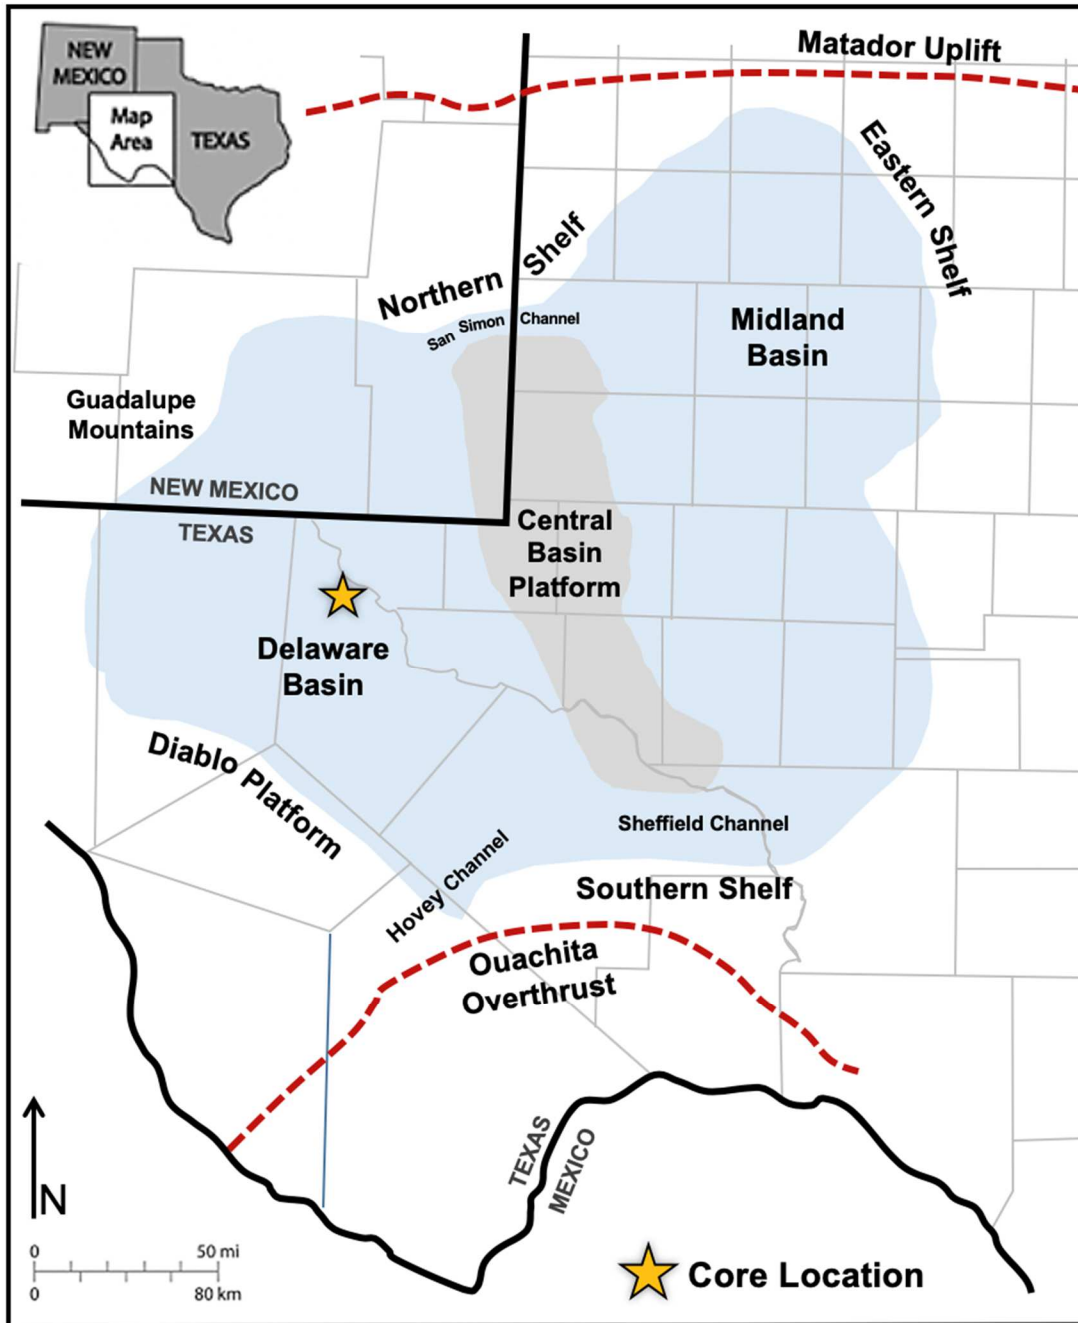 Matador Uplift
NEW
MEXICO
Map
Area
TEXAS
Eastern Shelf
Northern Shelf
San Simon Channel
Midland
Basin
Guadalupe
Mountains
NEW MEXICO
TEXAS
Central
Basin
Platform
Delaware
Basin
Diablo Platform
Sheffield Channel
Hovey Channel
Southern Shelf
Ouachita
Overthrust
TEXAS
MEXICO
N
0 50 mi
0 80 km
Core Location